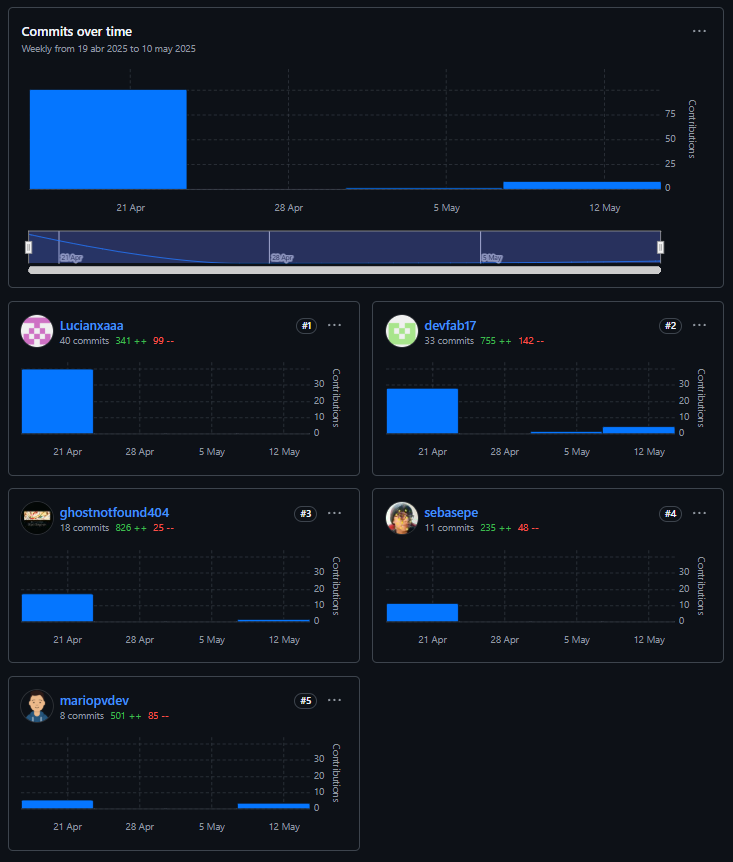 Commits over time
Weekly from 19 abr 2025 to 10 may 2025
75
50
25
0
Contributions
21 Apr 28 Apr 5 May 12 May
21 Apr 28 Apr 5 May
Lucianxaaa #1
40 commits 341 ++ 99 --
30
20
10
0
Contributions
21 Apr 28 Apr 5 May 12 May
devfab17 #2
33 commits 755 ++ 142 --
30
20
10
0
Contributions
21 Apr 28 Apr 5 May 12 May
ghostnotfound404 #3
18 commits 826 ++ 25 --
30
20
10
0
Contributions
21 Apr 28 Apr 5 May 12 May
sebasepe #4
11 commits 235 ++ 48 --
30
20
10
0
Contributions
21 Apr 28 Apr 5 May 12 May
mariopvdev #5
8 commits 501 ++ 85 --
30
20
10
0
Contributions
21 Apr 28 Apr 5 May 12 May